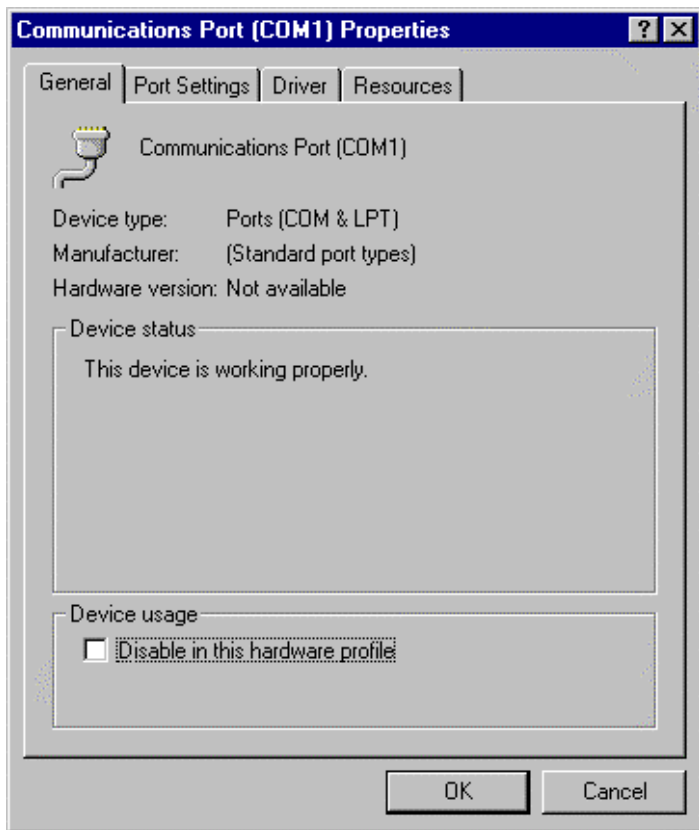 Communications Port (COM1) Properties
General Port Settings Driver Resources
Communications Port (COM1)
Device type: Ports (COM & LPT)
Manufacturer: (Standard port types)
Hardware version: Not available
Device status
This device is working properly.
Device usage
Disable in this hardware profile
OK Cancel